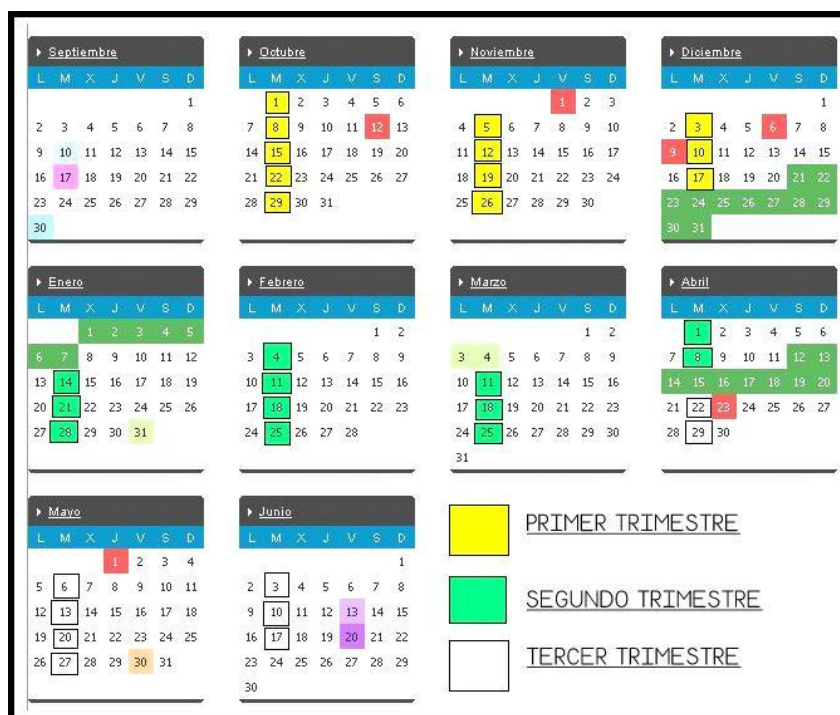 Septiembre Octubre Noviembre Diciembre
L M X J V S D L M X J V S D L M X J V S D L M X J V S D
1 1 2 3 4 5 6 1 2 3 1
2 3 4 5 6 7 8 7 8 9 10 11 12 13 4 5 6 7 8 9 10 2 3 4 5 6 7 8
9 10 11 12 13 14 15 14 15 16 17 18 19 20 11 12 13 14 15 16 17 9 10 11 12 13 14 15
16 17 18 19 20 21 22 21 22 23 24 25 26 27 18 19 20 21 22 23 24 16 17 18 19 20 21 22
23 24 25 26 27 28 29 28 29 30 31 25 26 27 28 29 30 23 24 25 26 27 28 29
30 30 31
Enero Febrero Marzo Abril
L M X J V S D L M X J V S D L M X J V S D L M X J V S D
1 2 3 4 5 1 2 1 2 1 2 3 4 5 6
6 7 8 9 10 11 12 3 4 5 6 7 8 9 3 4 5 6 7 8 9 7 8 9 10 11 12 13
13 14 15 16 17 18 19 10 11 12 13 14 15 16 10 11 12 13 14 15 16 14 15 16 17 18 19 20
20 21 22 23 24 25 26 17 18 19 20 21 22 23 17 18 19 20 21 22 23 21 22 23 24 25 26 27
27 28 29 30 31 24 25 26 27 28 24 25 26 27 28 29 30 28 29 30
31
Mayo Junio
L M X J V S D L M X J V S D
1 2 3 4 1
5 6 7 8 9 10 11 2 3 4 5 6 7 8
12 13 14 15 16 17 18 9 10 11 12 13 14 15
19 20 21 22 23 24 25 16 17 18 19 20 21 22
26 27 28 29 30 31 23 24 25 26 27 28 29
30
PRIMER TRIMESTRE
SEGUNDO TRIMESTRE
TERCER TRIMESTRE